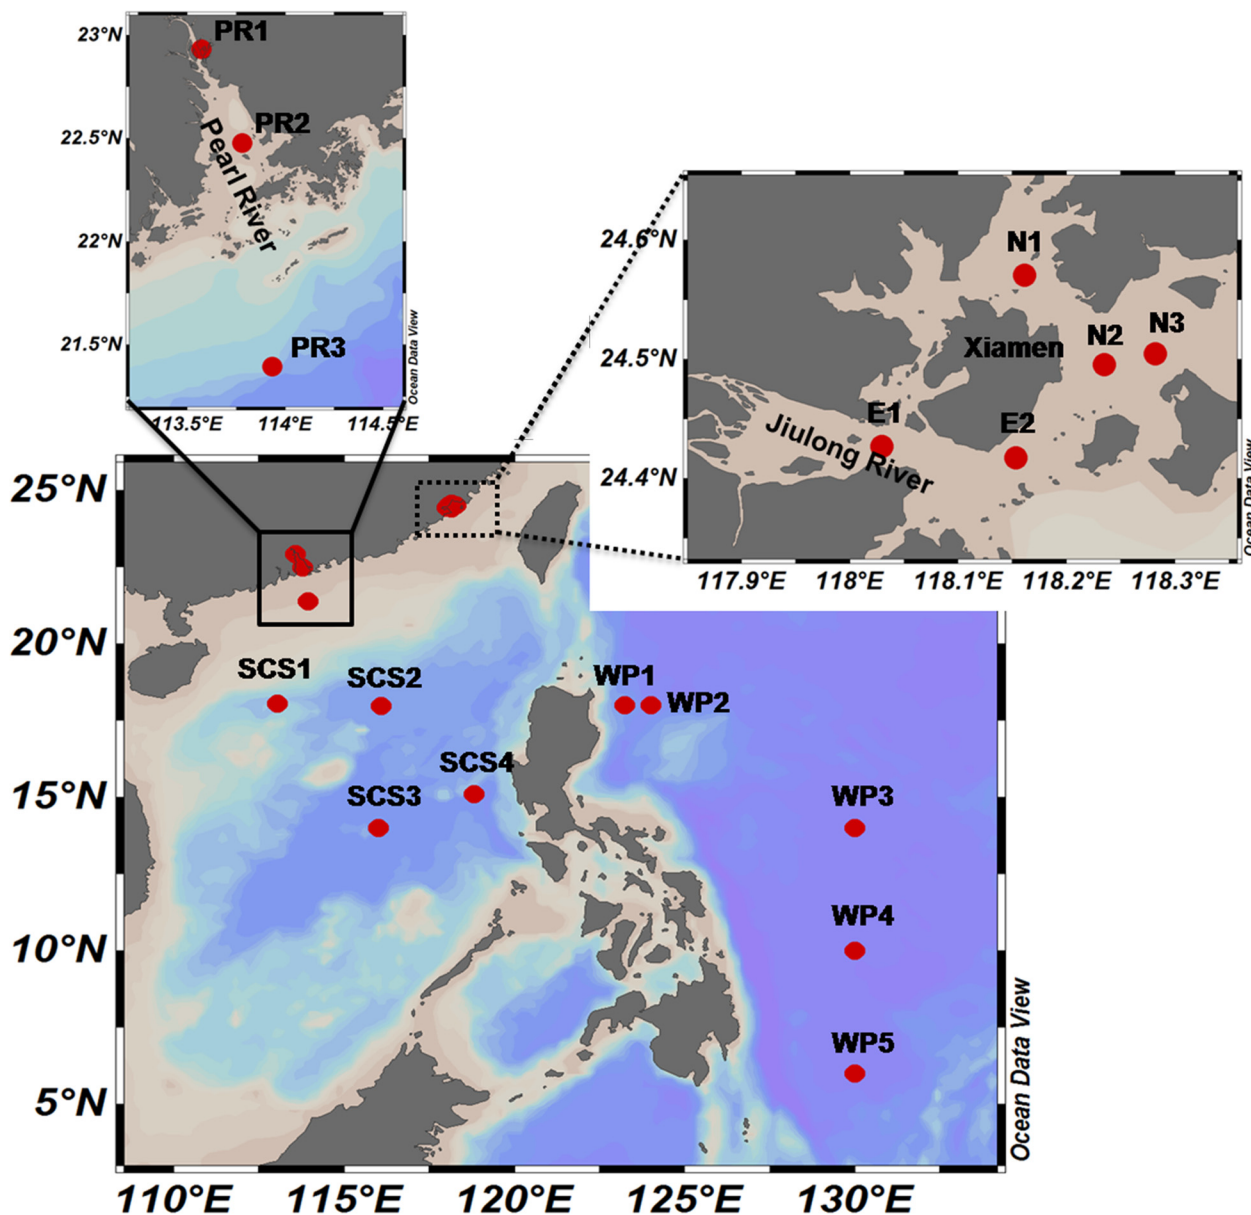 23°N
22.5°N
22°N
21.5°N
PR1
PR2
Pearl River
PR3
113.5°E 114°E 114.5°E
Ocean Data View
24.6°N
24.5°N
24.4°N
N1
N2
N3
Xiamen
E1
E2
Jiulong River
117.9°E 118°E 118.1°E 118.2°E 118.3°E
Ocean Data View
25°N
20°N
15°N
10°N
5°N
SCS1
SCS2
SCS3
SCS4
WP1
WP2
WP3
WP4
WP5
110°E 115°E 120°E 125°E 130°E
Ocean Data View